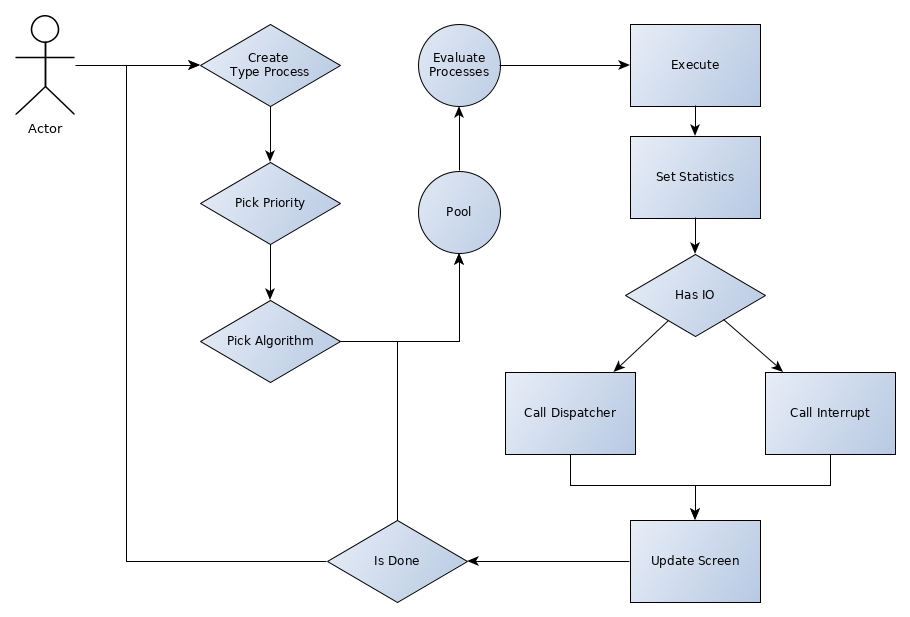 Actor
Create
Type Process
Pick Priority
Pick Algorithm
Evaluate
Processes
Pool
Execute
Set Statistics
Has IO
Call Dispatcher
Call Interrupt
Update Screen
Is Done